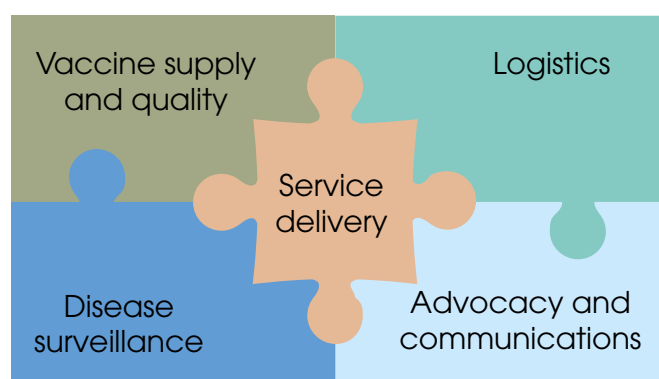 Vaccine supply
and quality
Logistics
Service
delivery
Disease
surveillance
Advocacy and
communications